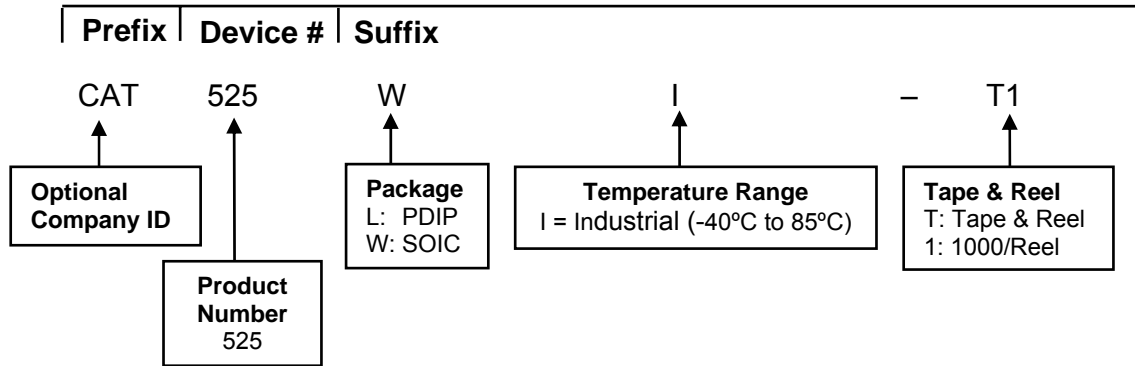 Prefix Device # Suffix
CAT 525 W I – T1
Optional
Company ID
Product
Number
525
Package
L: PDIP
W: SOIC
Temperature Range
I = Industrial (-40ºC to 85ºC)
Tape & Reel
T: Tape & Reel
1: 1000/Reel